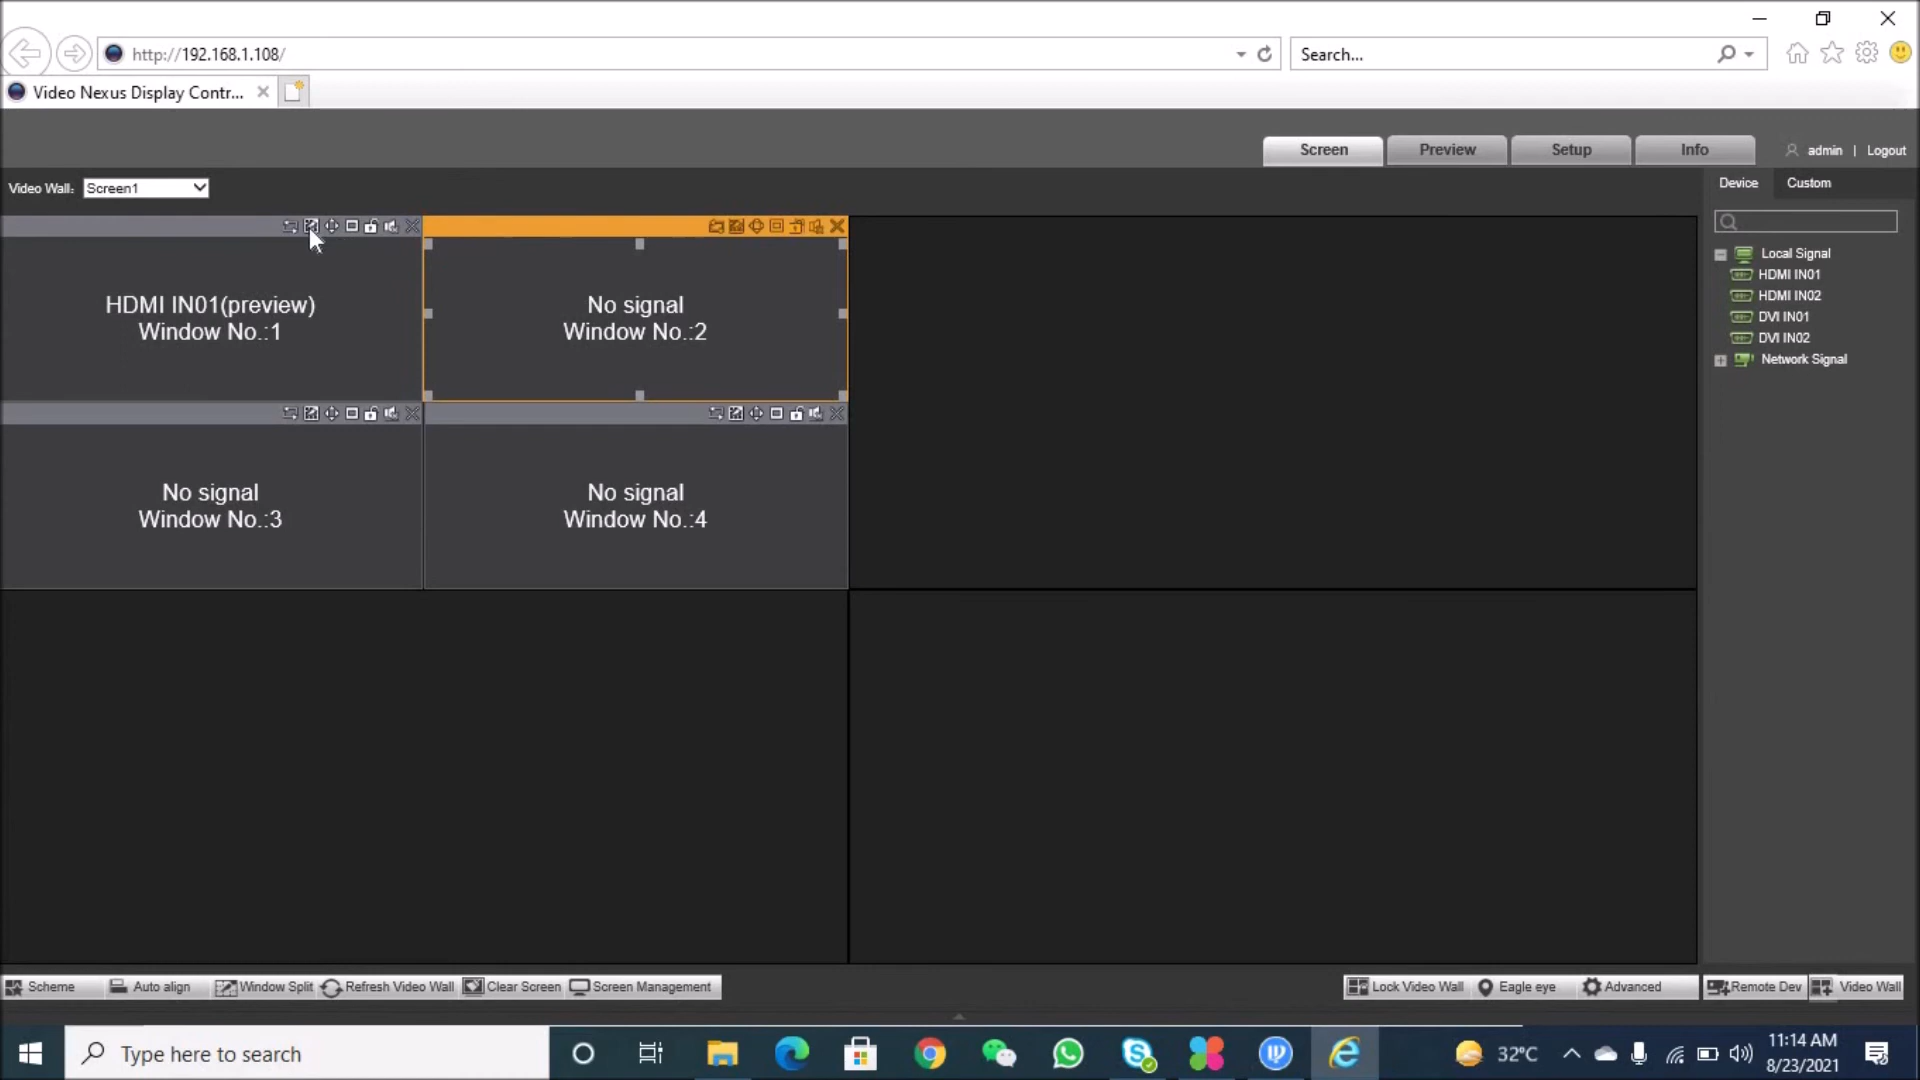 http://192.168.1.108/
Search...
Video Nexus Display Contr...
Screen
Preview
Setup
Info
admin | Logout
Video Wall: Screen1
Device
Custom
HDMI IN01(preview)
Window No.:1
No signal
Window No.:2
No signal
Window No.:3
No signal
Window No.:4
Local Signal
HDMI IN01
HDMI IN02
DVI IN01
DVI IN02
Network Signal
Scheme
Auto align
Window Split
Refresh Video Wall
Clear Screen
Screen Management
Lock Video Wall
Eagle eye
Advanced
Remote Dev
Video Wall
Type here to search
32°C
11:14 AM
8/23/2021